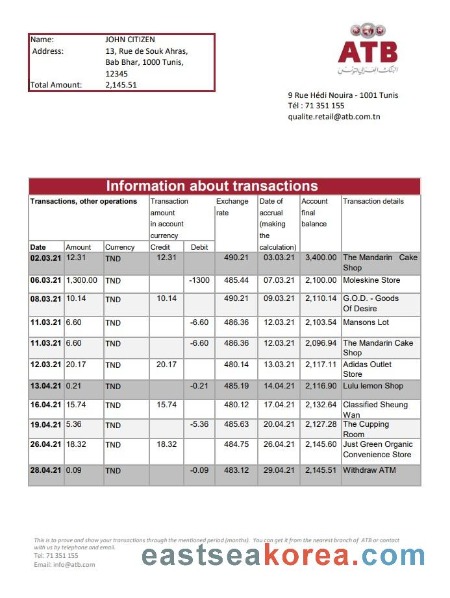 Name: JOHN CITIZEN
Address: 13, Rue de Souk Ahras,
Bab Bhar, 1000 Tunis,
12345
Total Amount: 2,145.51
ATB
البنك العربي لتونس
9 Rue Hédi Nouira - 1001 Tunis
Tél : 71 351 155
qualite.retail@atb.com.tn
Information about transactions
Transactions, other operations Transaction amount in account currency Exchange rate Date of accrual (making the calculation) Account final balance Transaction details
Date Amount Currency Credit Debit
02.03.21 12.31 TND 12.31 490.21 03.03.21 3,400.00 The Mandarin Cake
Shop
06.03.21 1,300.00 TND -1300 485.44 07.03.21 2,100.00 Moleskine Store
08.03.21 10.14 TND 10.14 490.21 09.03.21 2,110.14 G.O.D. - Goods
Of Desire
11.03.21 6.60 TND -6.60 486.36 12.03.21 2,103.54 Mansons Lot
11.03.21 6.60 TND -6.60 486.36 12.03.21 2,096.94 The Mandarin Cake
Shop
12.03.21 20.17 TND 20.17 480.14 13.03.21 2,117.11 Adidas Outlet
Store
13.04.21 0.21 TND -0.21 485.19 14.04.21 2,116.90 Lulu lemon Shop
16.04.21 15.74 TND 15.74 480.12 17.04.21 2,132.64 Classified Sheung
Wan
19.04.21 5.36 TND -5.36 485.63 20.04.21 2,127.28 The Cupping
Room
26.04.21 18.32 TND 18.32 484.75 26.04.21 2,145.60 Just Green Organic
Convenience Store
28.04.21 0.09 TND -0.09 483.12 29.04.21 2,145.51 Withdraw ATM
This is to prove and show your transactions through the mentioned period (months). You can get it from the nearest branch of ATB or contact
with us by telephone and email.
Tel: 71 351 155
Email: info@atb.com
eastseakorea.com